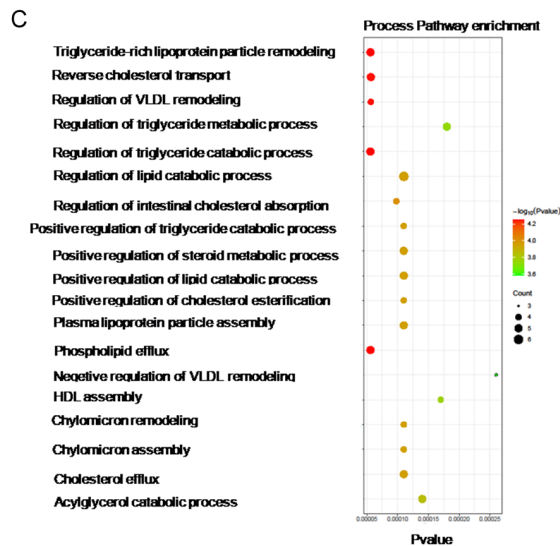 C
Process Pathway enrichment
Triglyceride-rich lipoprotein particle remodeling
Reverse cholesterol transport
Regulation of VLDL remodeling
Regulation of triglyceride metabolic process
Regulation of triglyceride catabolic process
Regulation of lipid catabolic process
Regulation of intestinal cholesterol absorption
Positive regulation of triglyceride catabolic process
Positive regulation of steroid metabolic process
Positive regulation of lipid catabolic process
Positive regulation of cholesterol esterification
Plasma lipoprotein particle assembly
Phospholipid efflux
Negetive regulation of VLDL remodeling
HDL assembly
Chylomicron remodeling
Chylomicron assembly
Cholesterol efflux
Acylglycerol catabolic process
-log10(Pvalue)
4.2
3.9
3.6
Count
3
4
5
6
0.00005 0.00010 0.00015 0.00020 0.00025
Pvalue